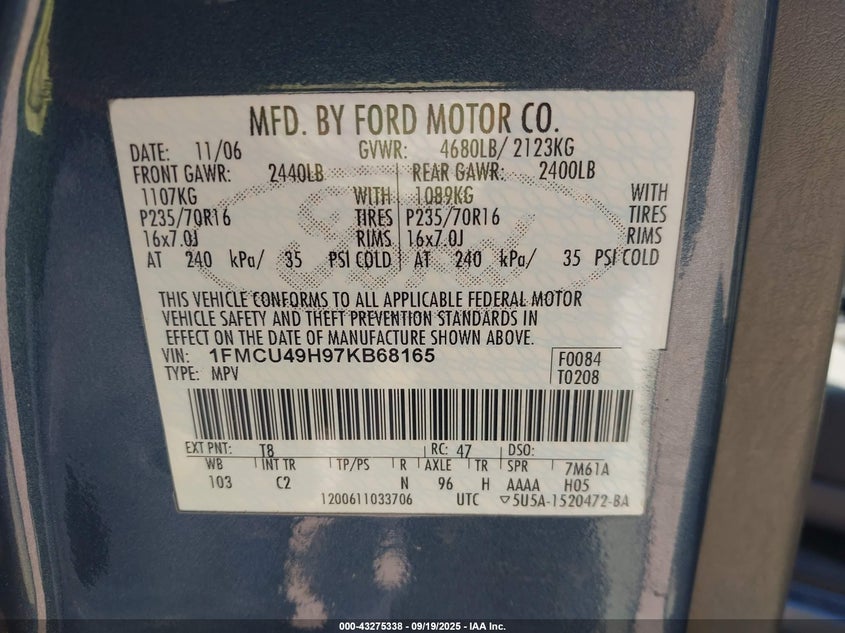 MFD. BY FORD MOTOR CO.
DATE: 11/06 GVWR: 4680LB/ 2123KG
FRONT GAWR: 2440LB REAR GAWR: 2400LB
1107KG WITH 1089KG WITH
P235/70R16 TIRES P235/70R16 TIRES
16x7.0J RIMS 16x7.0J RIMS
AT 240 kPa/ 35 PSI COLD AT 240 kPa/ 35 PSI COLD
Ford
THIS VEHICLE CONFORMS TO ALL APPLICABLE FEDERAL MOTOR
VEHICLE SAFETY AND THEFT PREVENTION STANDARDS IN
EFFECT ON THE DATE OF MANUFACTURE SHOWN ABOVE.
VIN: 1FMCU49H97KB68165 F0084
TYPE: MPV T0208
EXT PNT: T8 RC: 47 DSO:
WB INT TR TP/PS R AXLE TR SPR 7M61A
103 C2 N 96 H AAAA H05
1200611033706 UTC 5U5A-1520472-BA
000-43275338 - 09/19/2025 - IAA Inc.